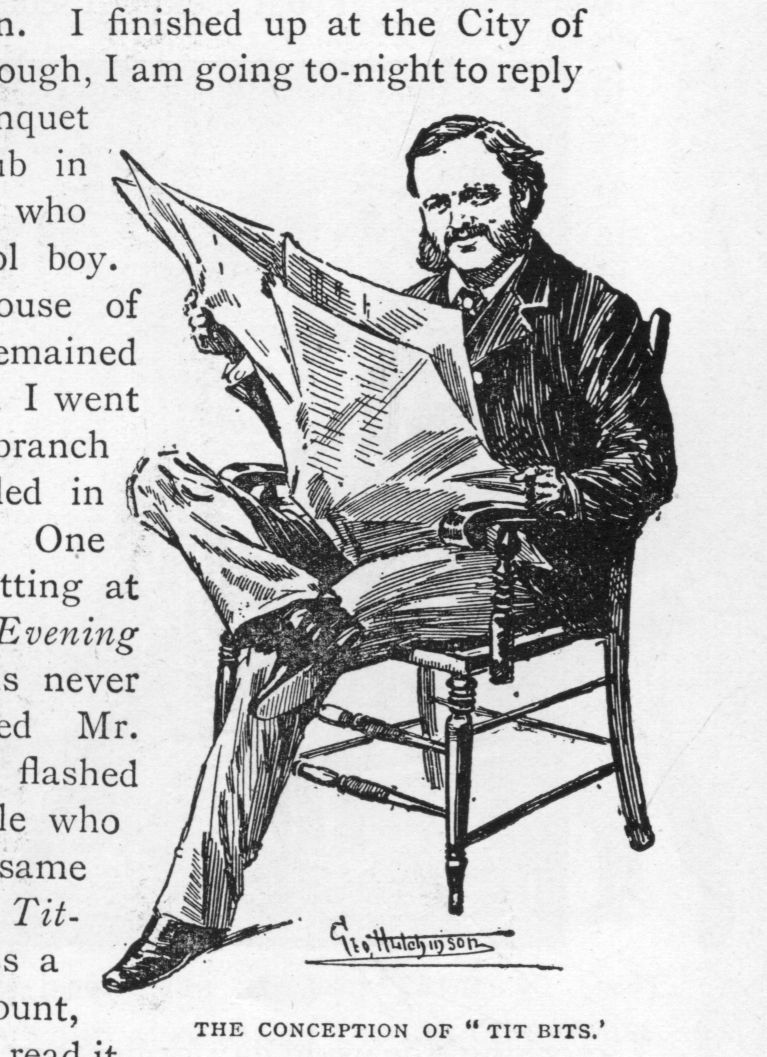 n. I finished up at the City of
ough, I am going to-night to reply
nquet
ub in
who
ol boy.
ouse of
emained
. I went
branch
led in
One
tting at
Evening
s never
ed Mr.
flashed
le who
same
Tit-
s a
ount,
read it
Geo Hutchinson
THE CONCEPTION OF "TIT BITS.'